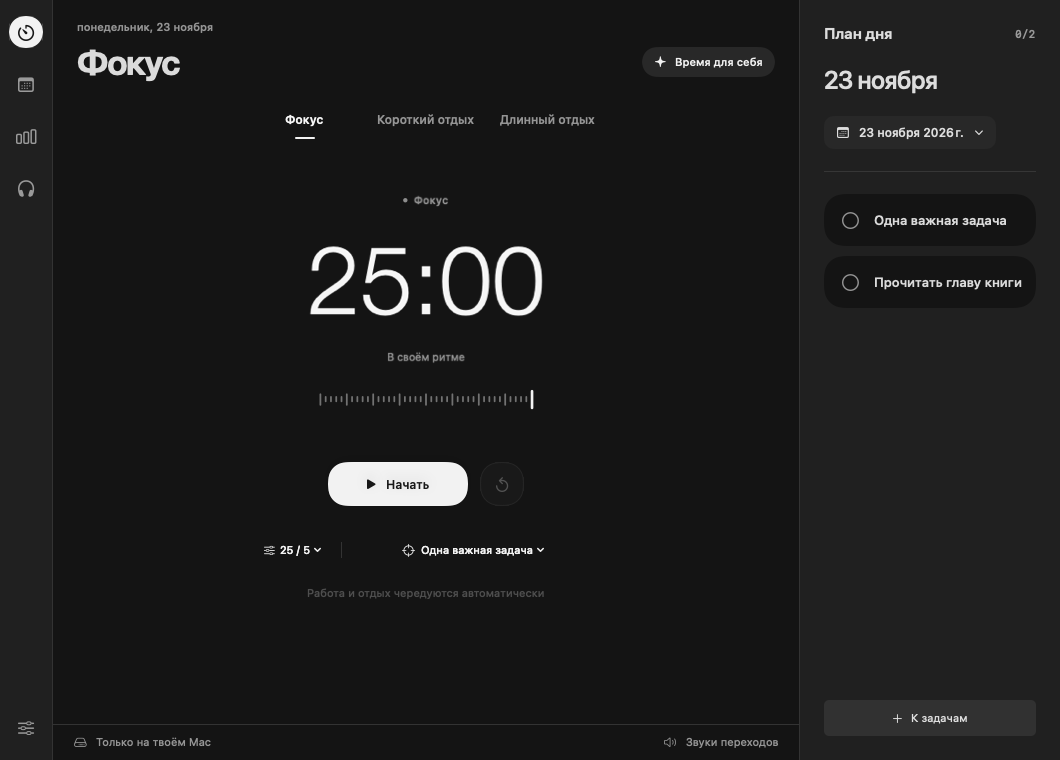 понедельник, 23 ноября
Фокус
Время для себя
Фокус
Короткий отдых
Длинный отдых
• Фокус
25:00
В своём ритме
Начать
25 / 5
Одна важная задача
Работа и отдых чередуются автоматически
Только на твоём Mac
Звуки переходов
План дня
0/2
23 ноября
23 ноября 2026 г.
Одна важная задача
Прочитать главу книги
+ К задачам